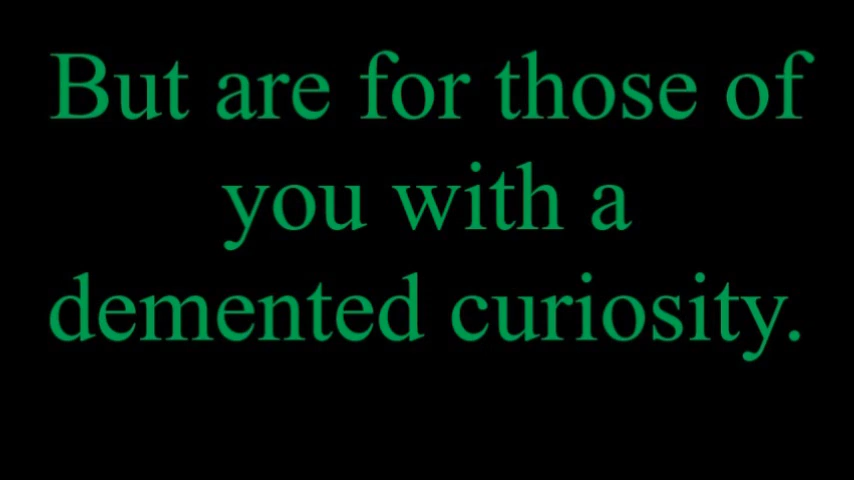 But are for those of
you with a
demented curiosity.